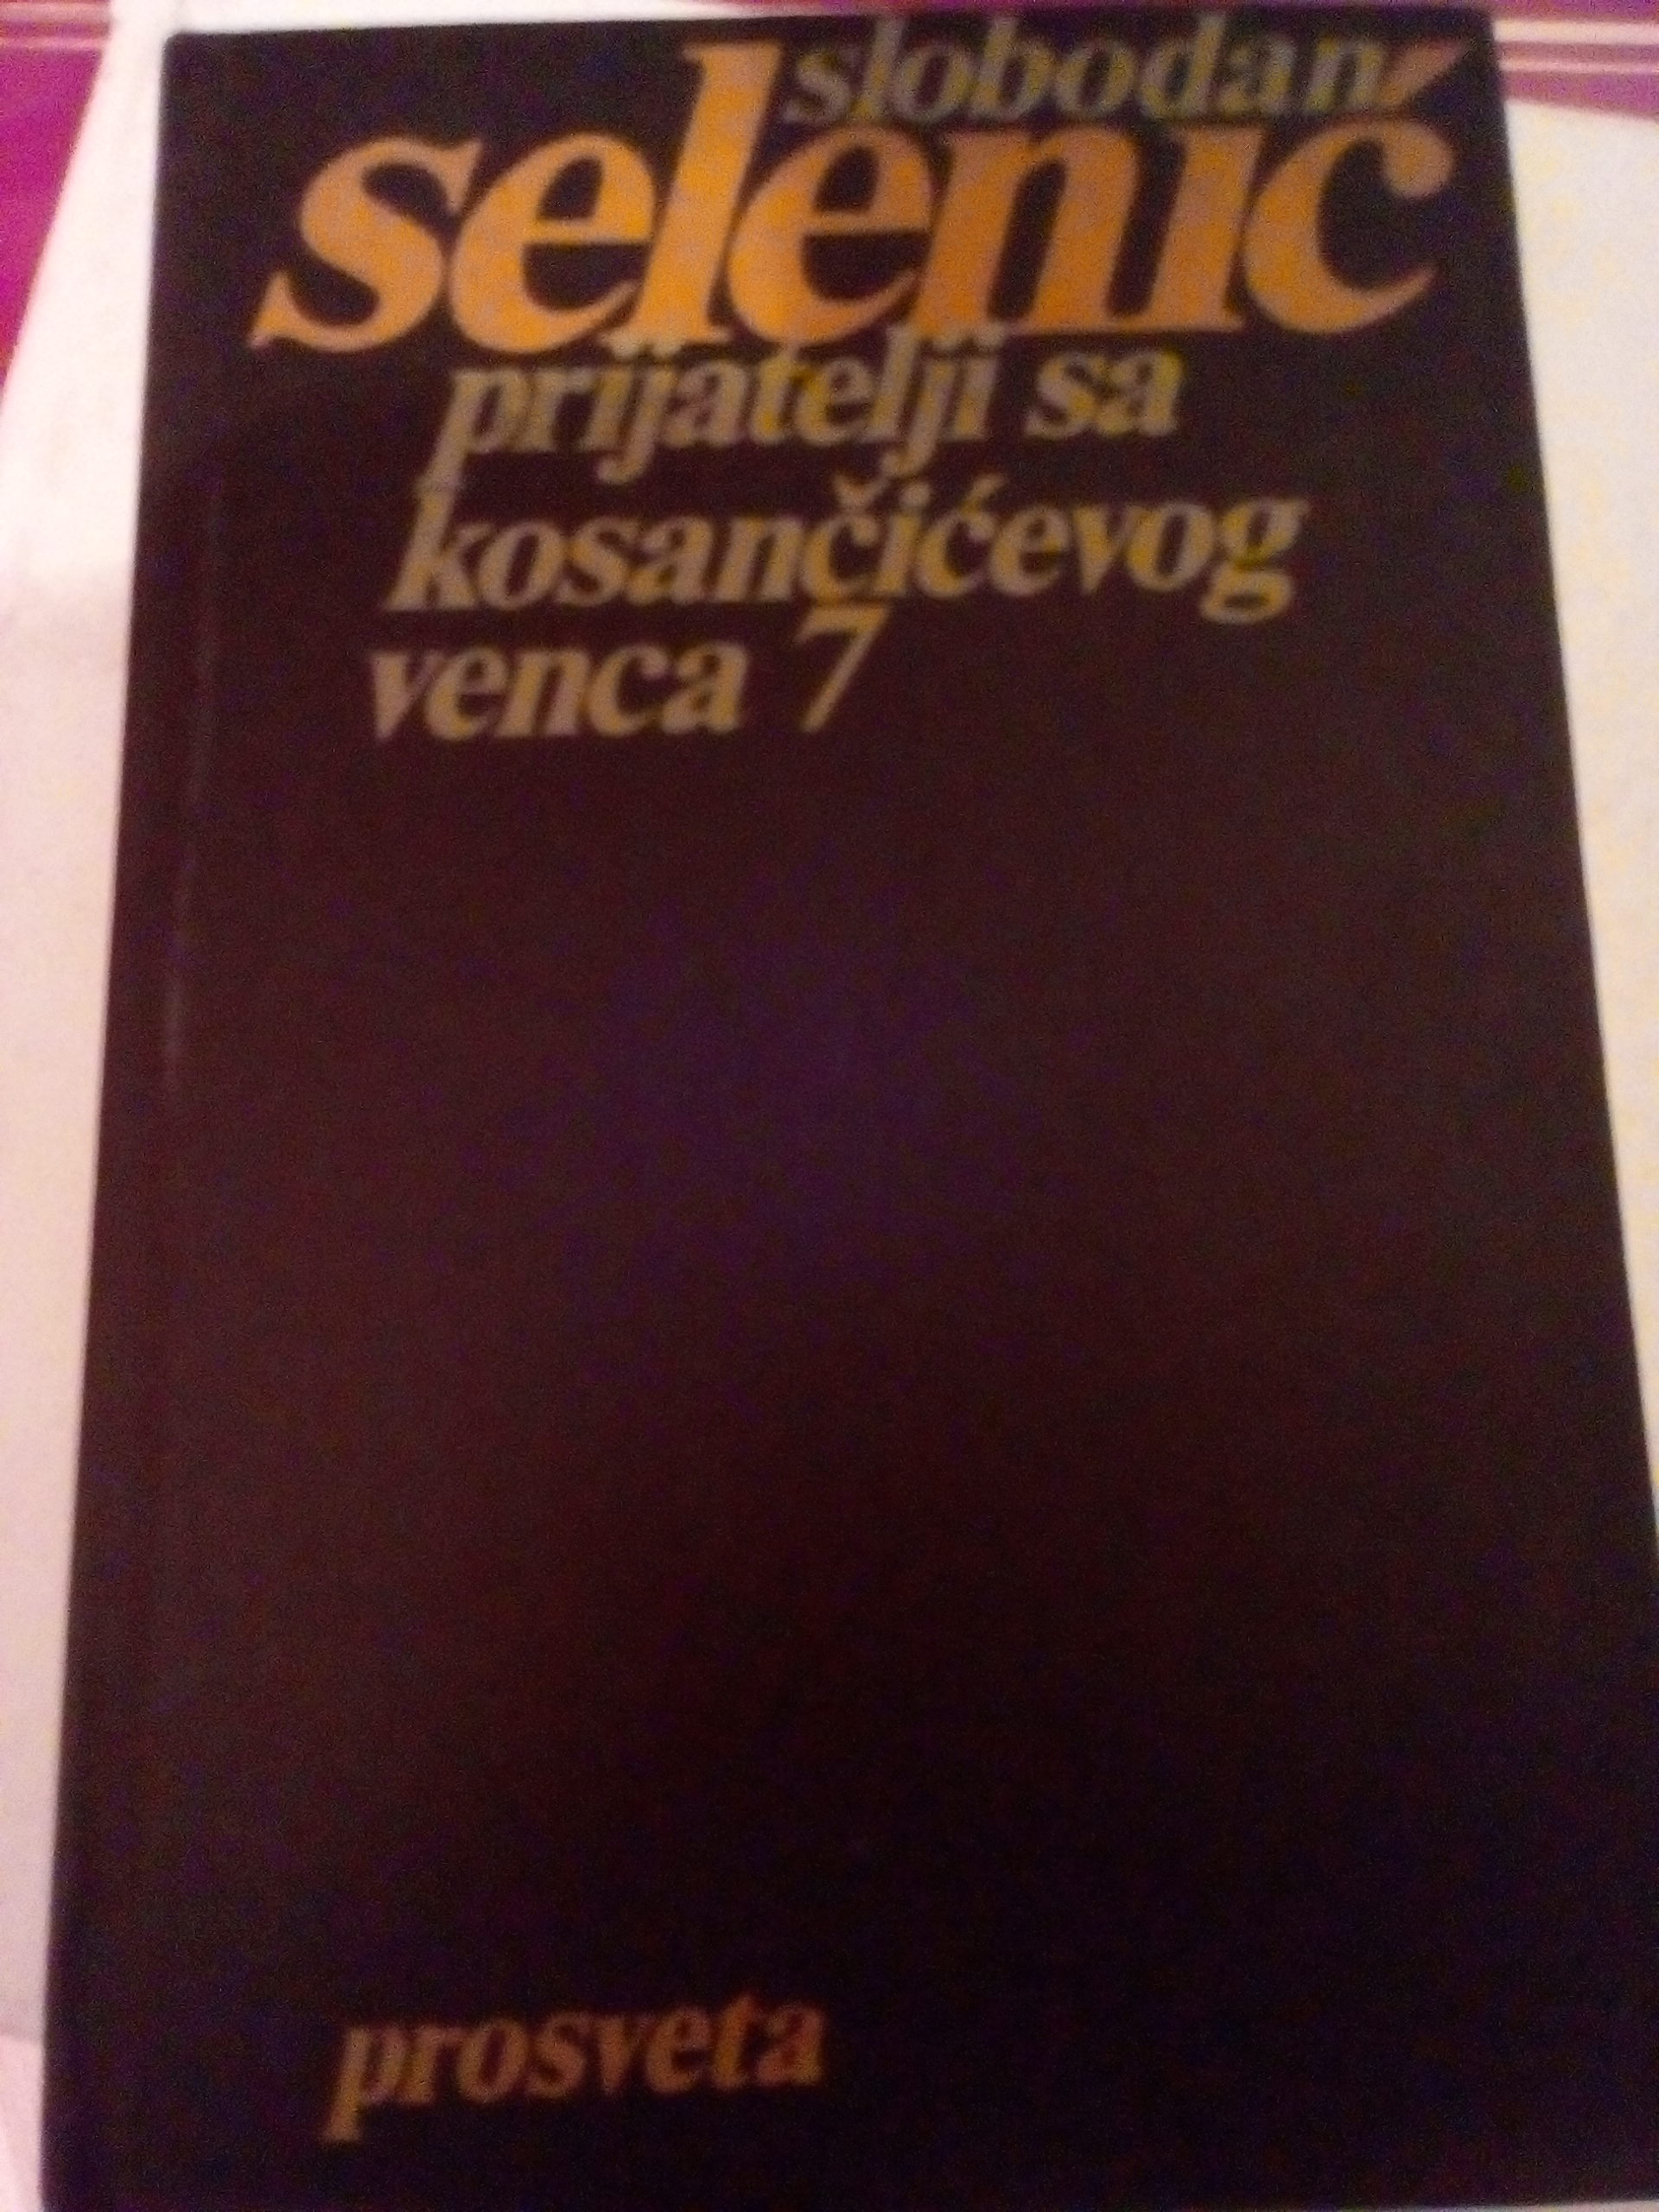 slobodan
selenić
prijatelji sa
kosančićevog
venca 7
prosveta